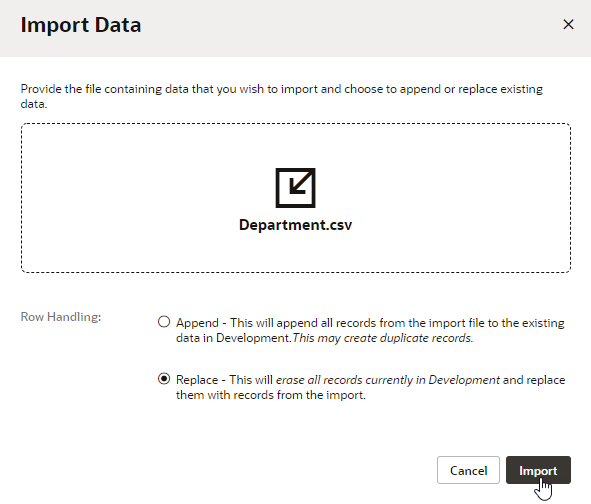 Import Data
Provide the file containing data that you wish to import and choose to append or replace existing
data.
Department.csv
Row Handling:
Append - This will append all records from the import file to the existing
data in Development.This may create duplicate records.
Replace - This will erase all records currently in Development and replace
them with records from the import.
Cancel
Import